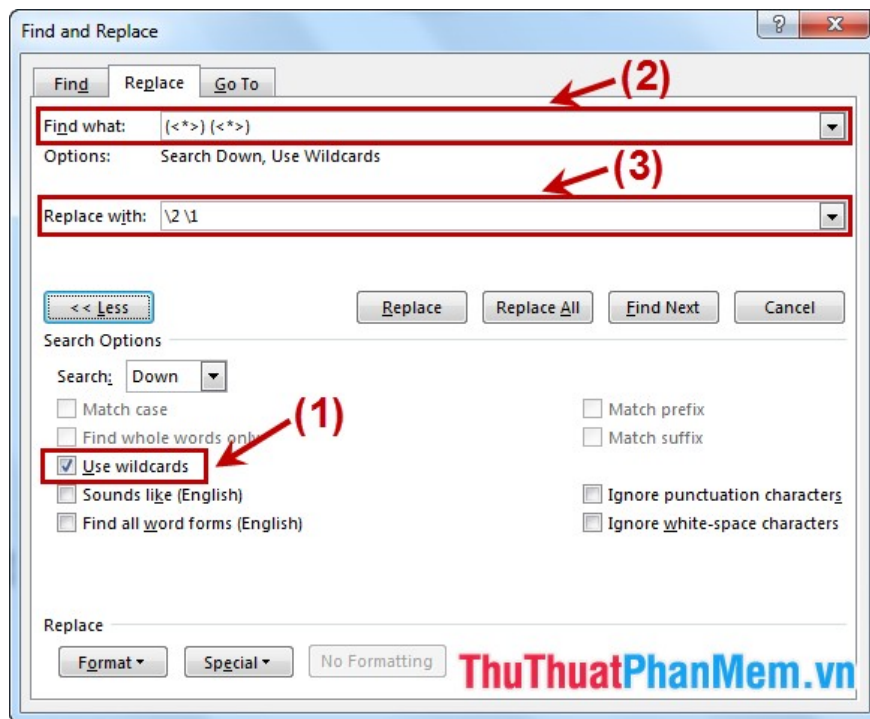 Find and Replace
Find Replace Go To
(2)
Find what: (<*>) (<*>)
Options: Search Down, Use Wildcards
(3)
Replace with: \2 \1
<< Less Replace Replace All Find Next Cancel
Search Options
Search: Down
Match case Match prefix
(1)
Find whole words only Match suffix
Use wildcards
Sounds like (English) Ignore punctuation characters
Find all word forms (English) Ignore white-space characters
Replace
Format Special No Formatting
ThuThuatPhanMem.vn